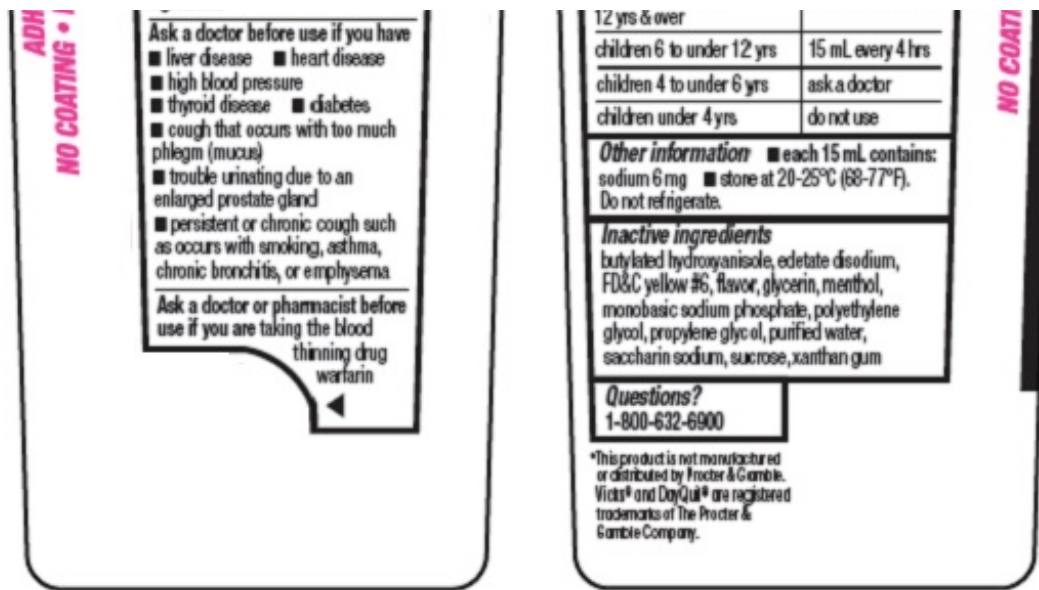 ADH
NO COATING •
Ask a doctor before use if you have
■ liver disease ■ heart disease
■ high blood pressure
■ thyroid disease ■ diabetes
■ cough that occurs with too much
phlegm (mucus)
■ trouble urinating due to an
enlarged prostate gland
■ persistent or chronic cough such
as occurs with smoking, asthma,
chronic bronchitis, or emphysema
Ask a doctor or pharmacist before
use if you are taking the blood
thinning drug
warfarin
12 yrs & over
children 6 to under 12 yrs 15 mL every 4 hrs
children 4 to under 6 yrs ask a doctor
children under 4 yrs do not use
Other information ■ each 15 mL contains:
sodium 6 mg ■ store at 20-25°C (68-77°F).
Do not refrigerate.
Inactive ingredients
butylated hydroxyanisole, edetate disodium,
FD&C yellow #6, flavor, glycerin, menthol,
monobasic sodium phosphate, polyethylene
glycol, propylene glycol, purified water,
saccharin sodium, sucrose, xanthan gum
Questions?
1-800-632-6900
*This product is not manufactured
or distributed by Procter & Gamble.
Vicks® and DayQuil® are registered
trademarks of The Procter &
Gamble Company.
NO COATI